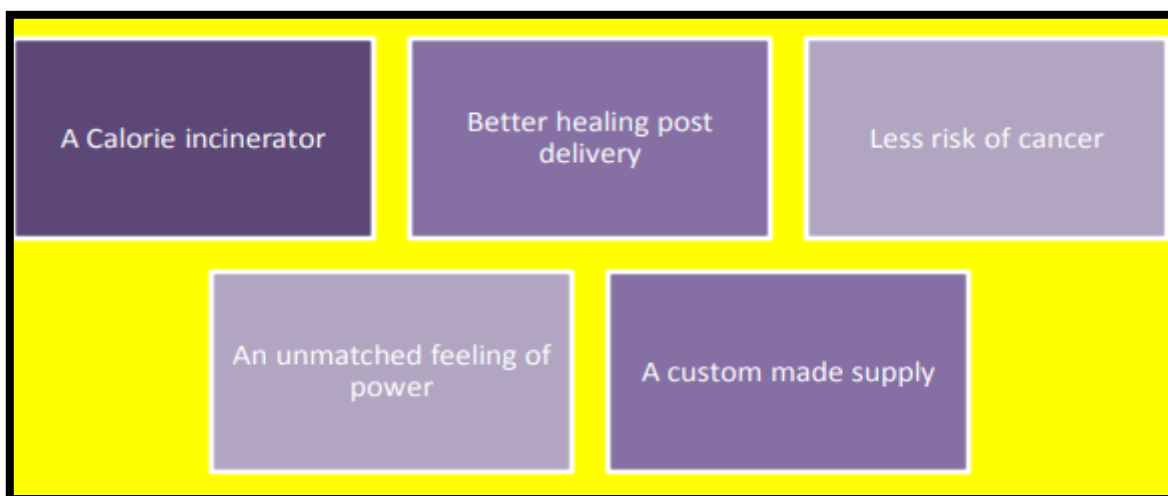 A Calorie incinerator
Better healing post
delivery
Less risk of cancer
An unmatched feeling of
power
A custom made supply